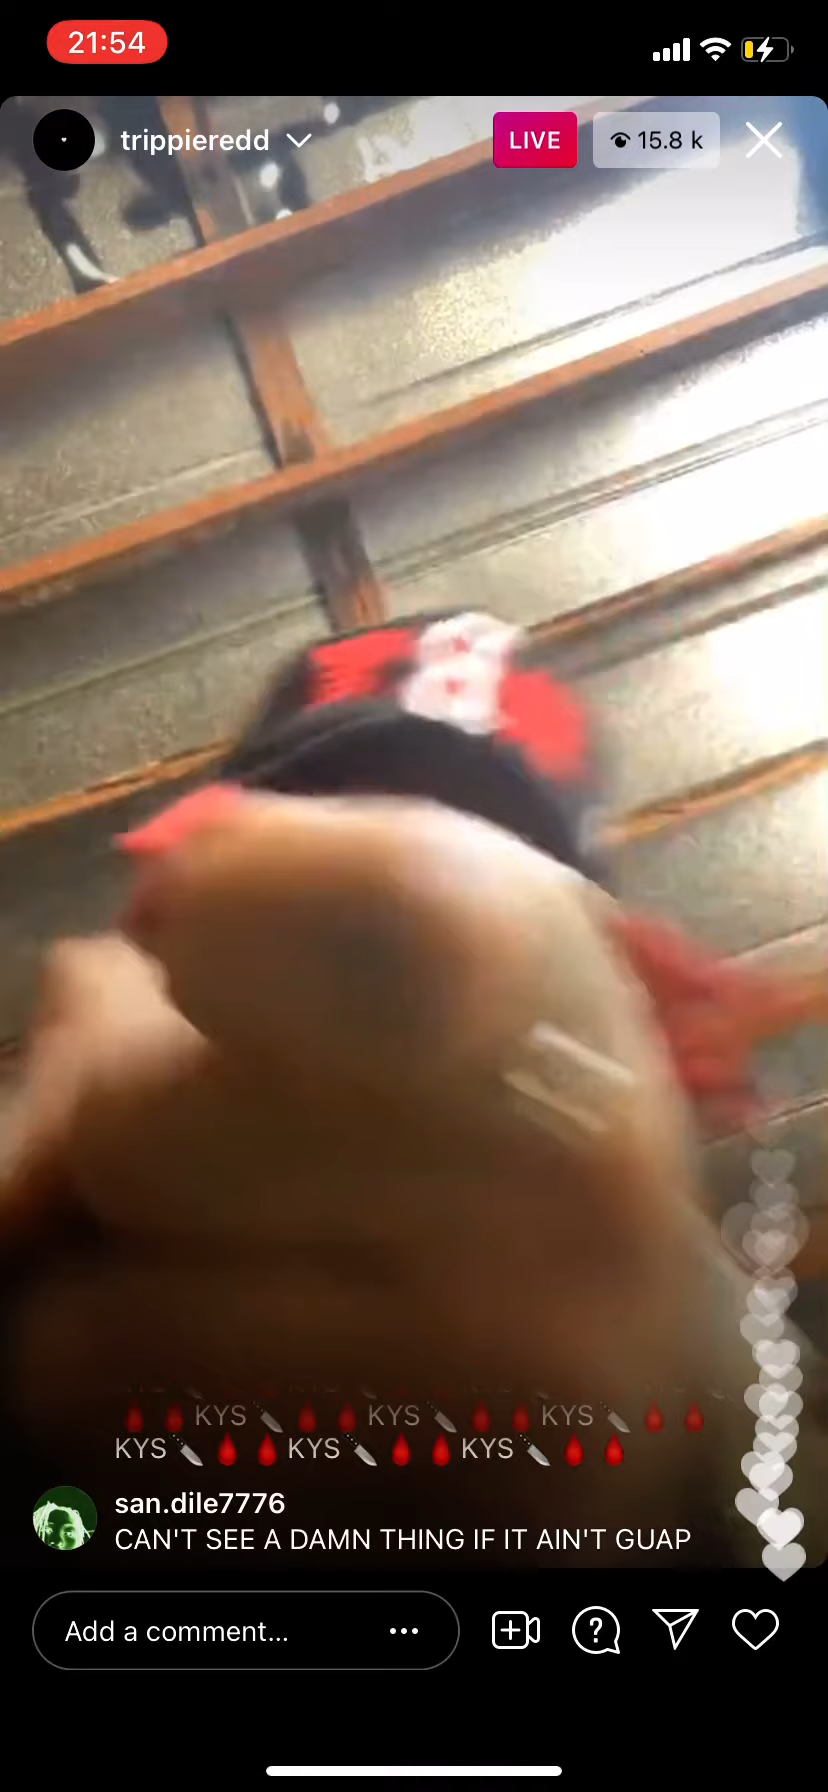 21:54
trippieredd
LIVE
15.8 k
🩸🩸KYS🔪🩸🩸KYS🔪🩸🩸KYS🔪🩸🩸
KYS🔪🩸🩸KYS🔪🩸🩸KYS🔪🩸🩸
san.dile7776
CAN'T SEE A DAMN THING IF IT AIN'T GUAP
Add a comment...